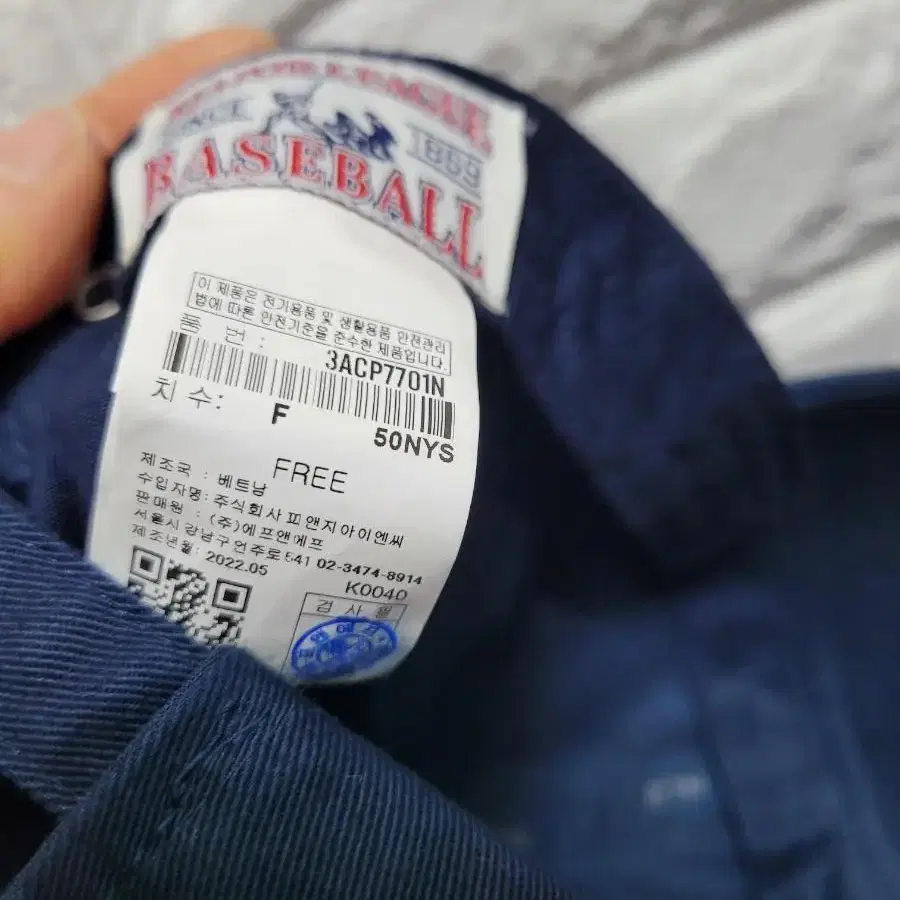 MAJOR LEAGUE
SINCE 1869
BASEBALL
이 제품은 전기용품 및 생활용품 안전관리
법에 따른 안전기준을 준수한 제품입니다.
품 번 : 3ACP7701N
치 수: F 50NYS
FREE
제조국 : 베트남
수입자명: 주식회사 피앤지아이엔씨
판매원 : (주)에프앤에프
서울시 강남구 언주로 541 02-3474-8914
제조년월: 2022.05
K0040
검 사 필